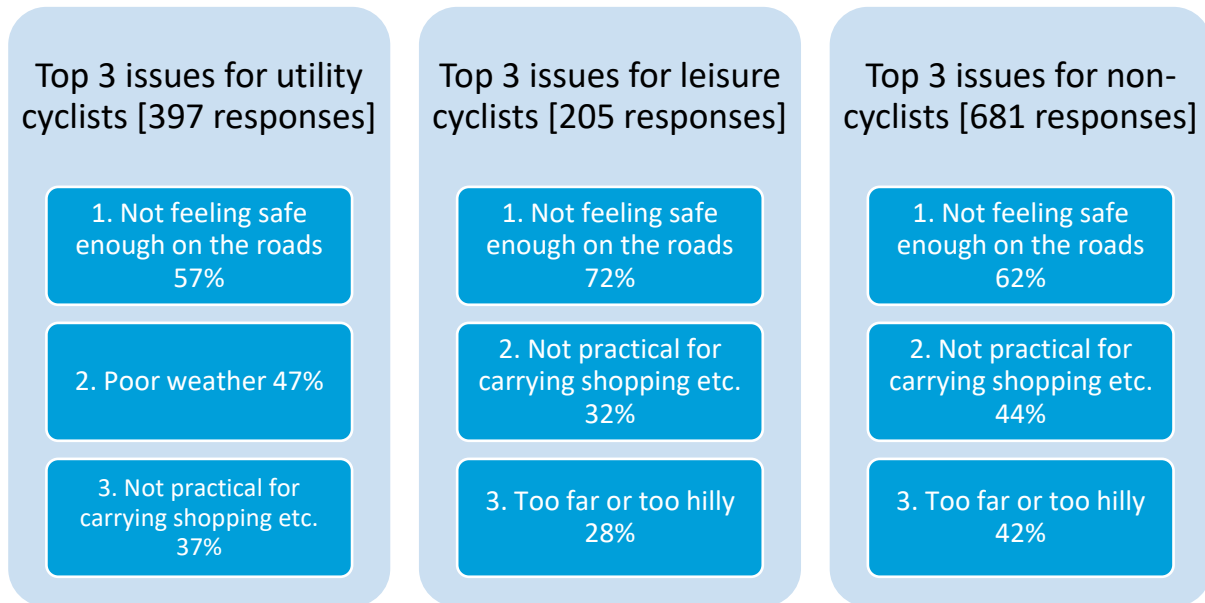 Top 3 issues for utility
cyclists [397 responses]
1. Not feeling safe
enough on the roads
57%
2. Poor weather 47%
3. Not practical for
carrying shopping etc.
37%
Top 3 issues for leisure
cyclists [205 responses]
1. Not feeling safe
enough on the roads
72%
2. Not practical for
carrying shopping etc.
32%
3. Too far or too hilly
28%
Top 3 issues for non-
cyclists [681 responses]
1. Not feeling safe
enough on the roads
62%
2. Not practical for
carrying shopping etc.
44%
3. Too far or too hilly
42%